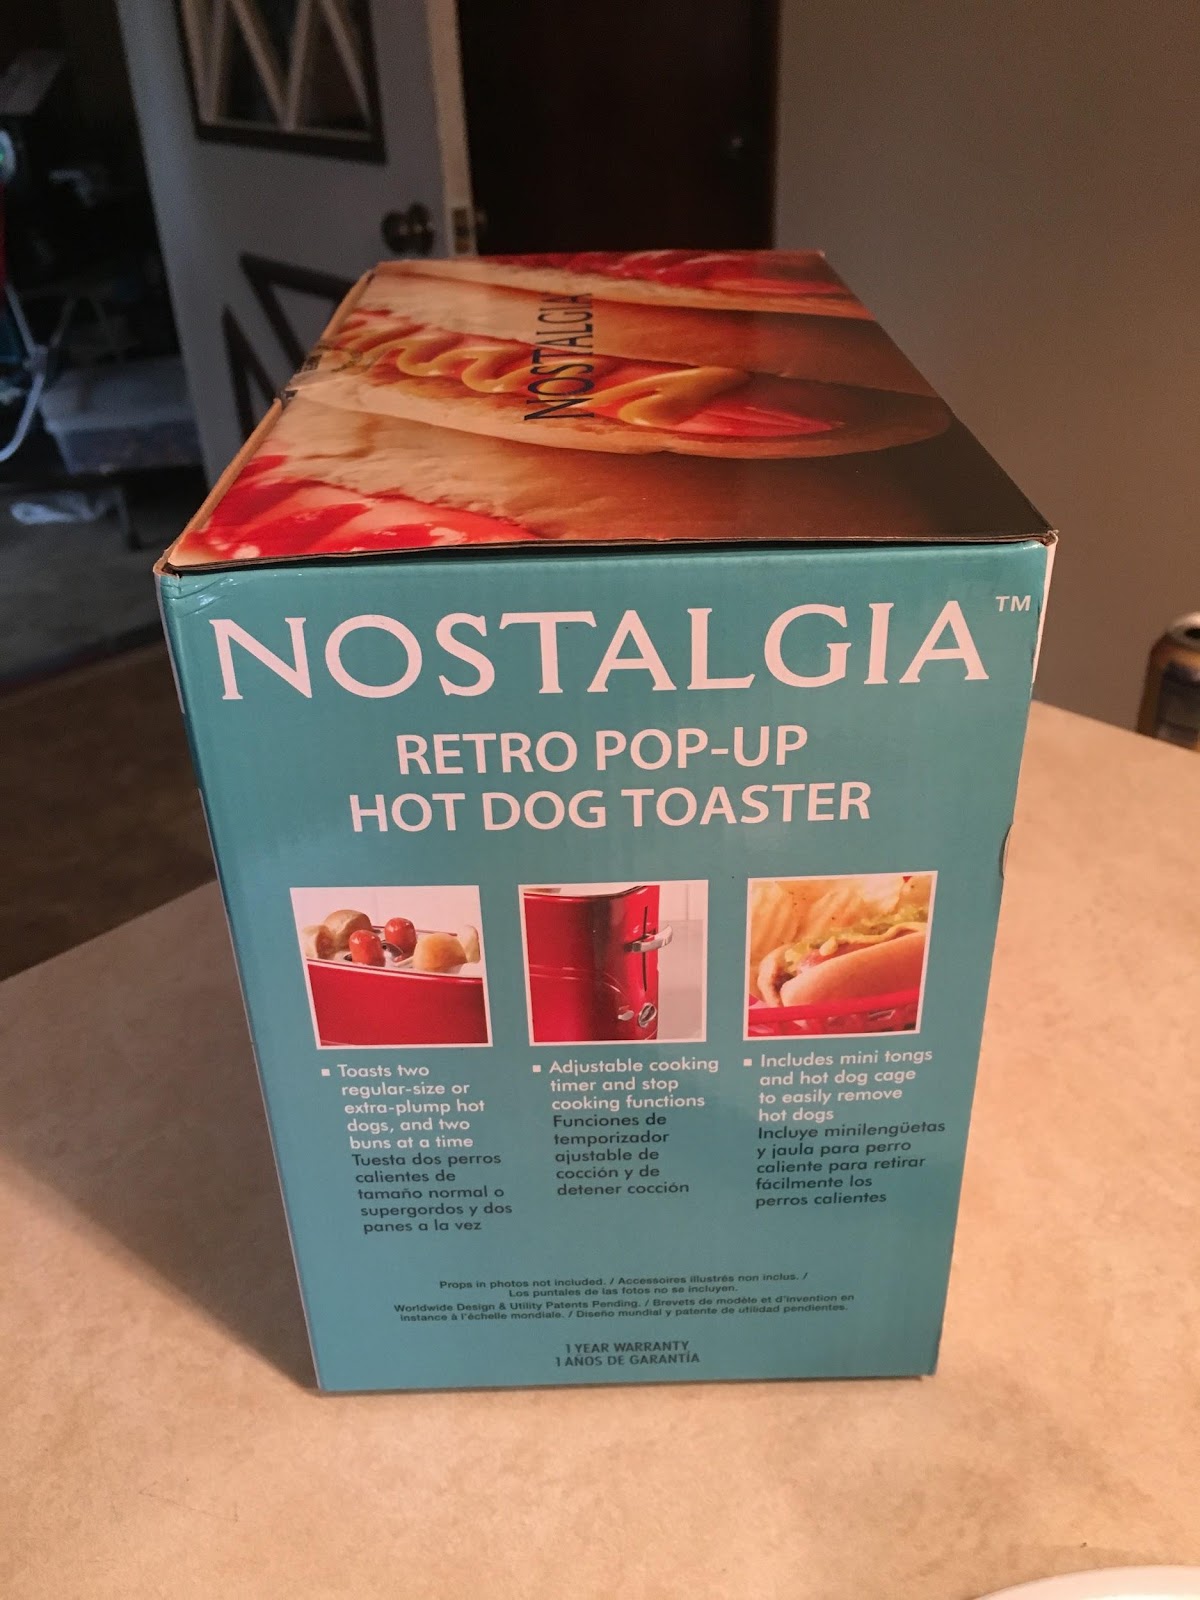 NOSTALGIA
NOSTALGIA™
RETRO POP-UP
HOT DOG TOASTER
▪ Toasts two
regular-size or
extra-plump hot
dogs, and two
buns at a time
Tuesta dos perros
calientes de
tamaño normal o
supergordos y dos
panes a la vez
▪ Adjustable cooking
timer and stop
cooking functions
Funciones de
temporizador
ajustable de
cocción y de
detener cocción
▪ Includes mini tongs
and hot dog cage
to easily remove
hot dogs
Incluye minilengüetas
y jaula para perro
caliente para retirar
fácilmente los
perros calientes
Props in photos not included. / Accessoires illustrés non inclus. /
Los puntales de las fotos no se incluyen.
Worldwide Design & Utility Patents Pending. / Brevets de modèle et d'invention en
instance à l'échelle mondiale. / Diseño mundial y patente de utilidad pendientes.
1 YEAR WARRANTY
1 AÑOS DE GARANTÍA